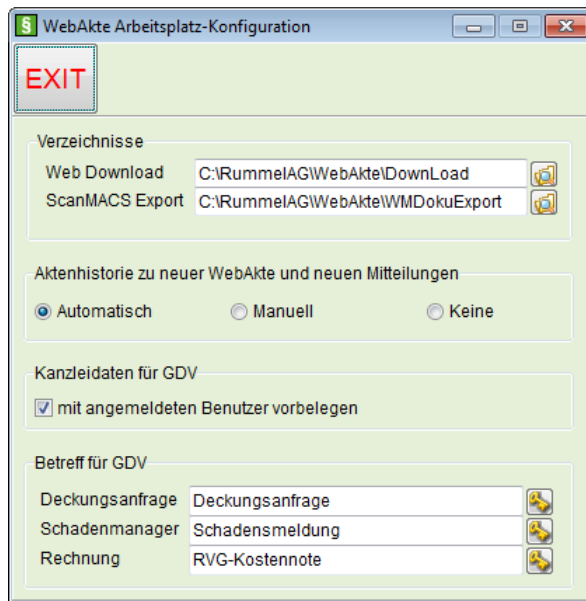 § WebAkte Arbeitsplatz-Konfiguration
EXIT
Verzeichnisse
Web Download C:\RummelAG\WebAkte\DownLoad
ScanMACS Export C:\RummelAG\WebAkte\WMDokuExport
Aktenhistorie zu neuer WebAkte und neuen Mitteilungen
Automatisch Manuell Keine
Kanzleidaten für GDV
mit angemeldeten Benutzer vorbelegen
Betreff für GDV
Deckungsanfrage Deckungsanfrage
Schadenmanager Schadensmeldung
Rechnung RVG-Kostennote